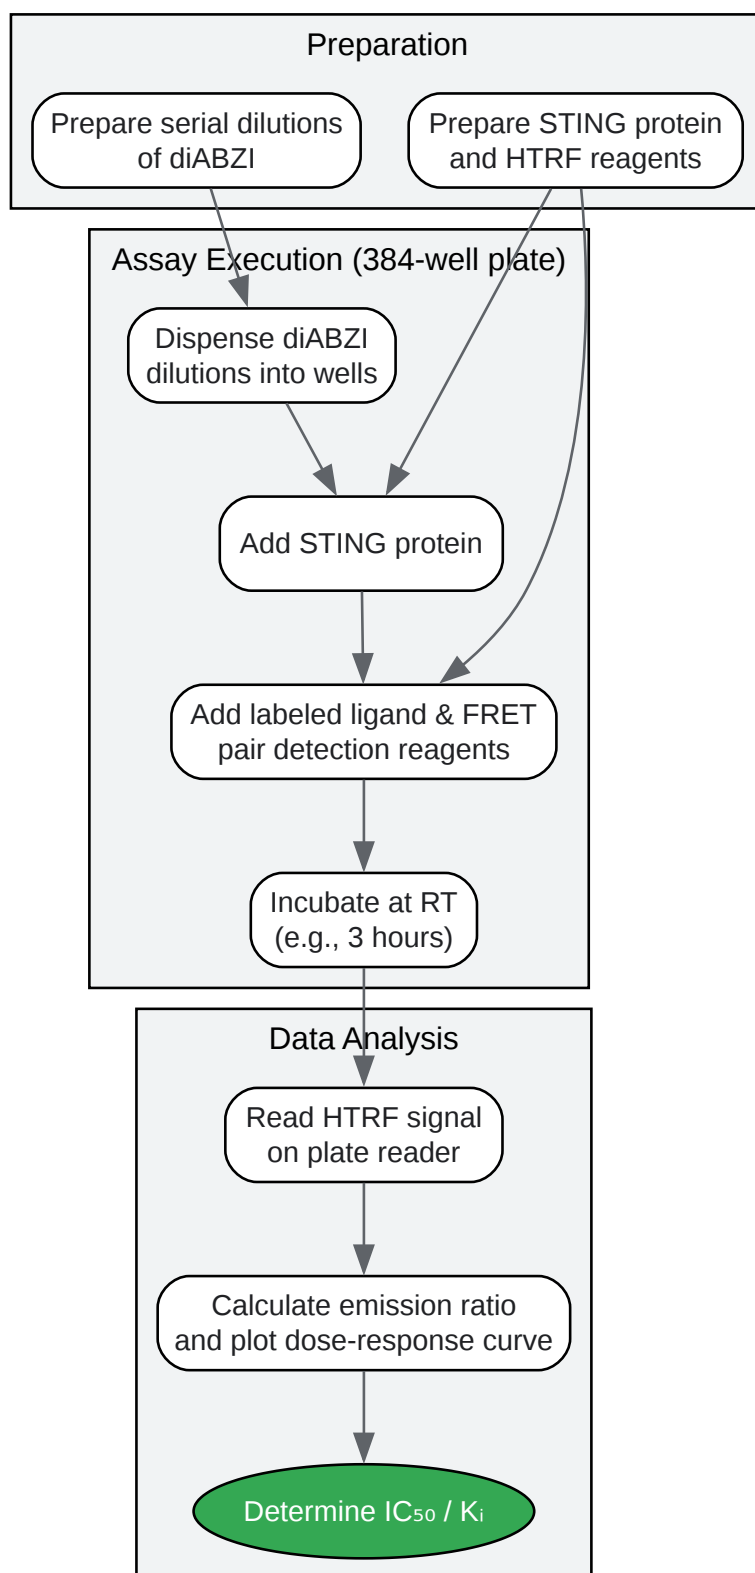 Preparation
Prepare serial dilutions
of diABZI
Prepare STING protein
and HTRF reagents
Assay Execution (384-well plate)
Dispense diABZI
dilutions into wells
Add STING protein
Add labeled ligand & FRET
pair detection reagents
Incubate at RT
(e.g., 3 hours)
Data Analysis
Read HTRF signal
on plate reader
Calculate emission ratio
and plot dose-response curve
Determine IC₅₀ / Kᵢ